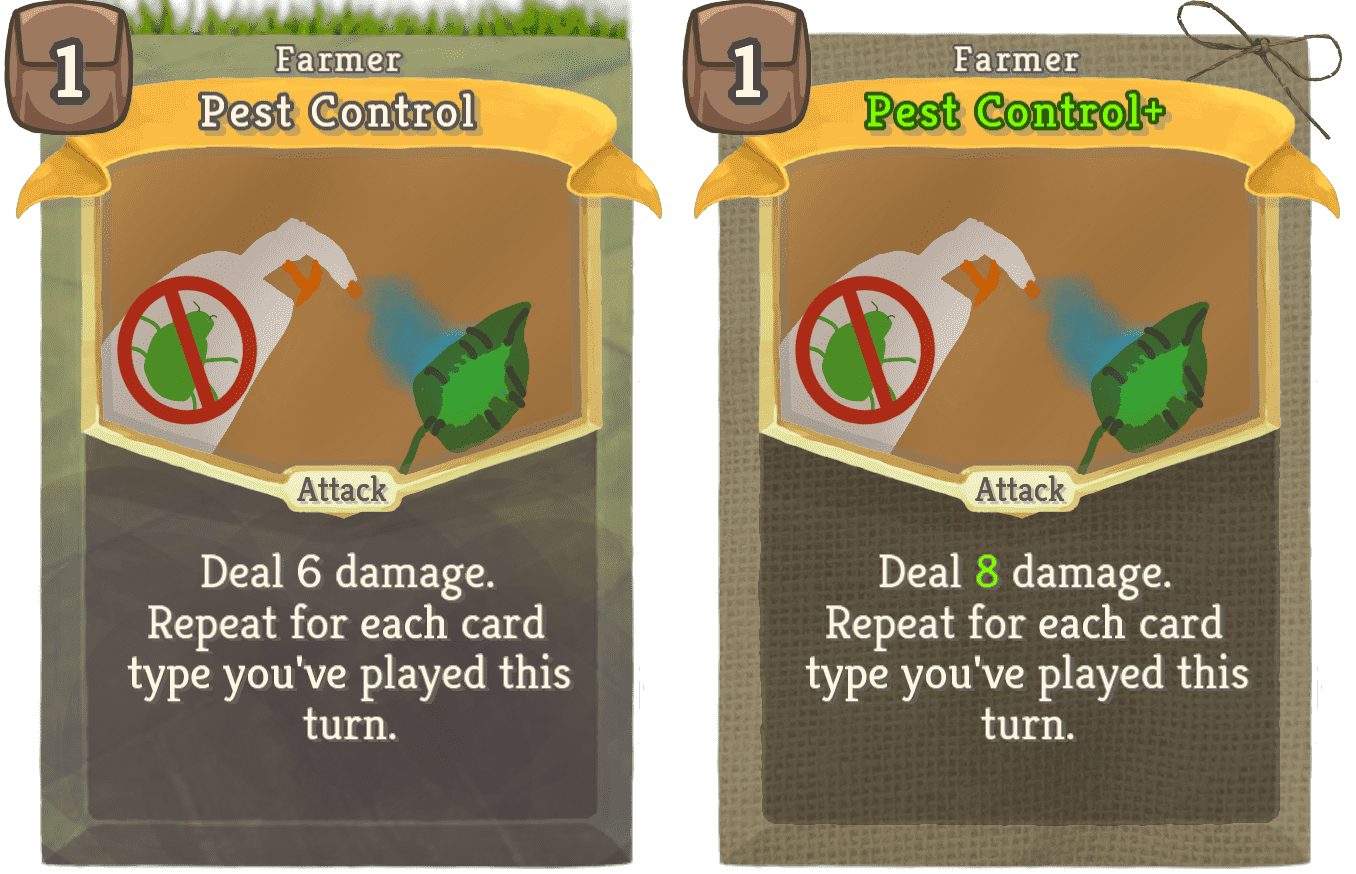 1
Farmer
Pest Control
Attack
Deal 6 damage.
Repeat for each card
type you've played this
turn.
1
Farmer
Pest Control+
Attack
Deal 8 damage.
Repeat for each card
type you've played this
turn.